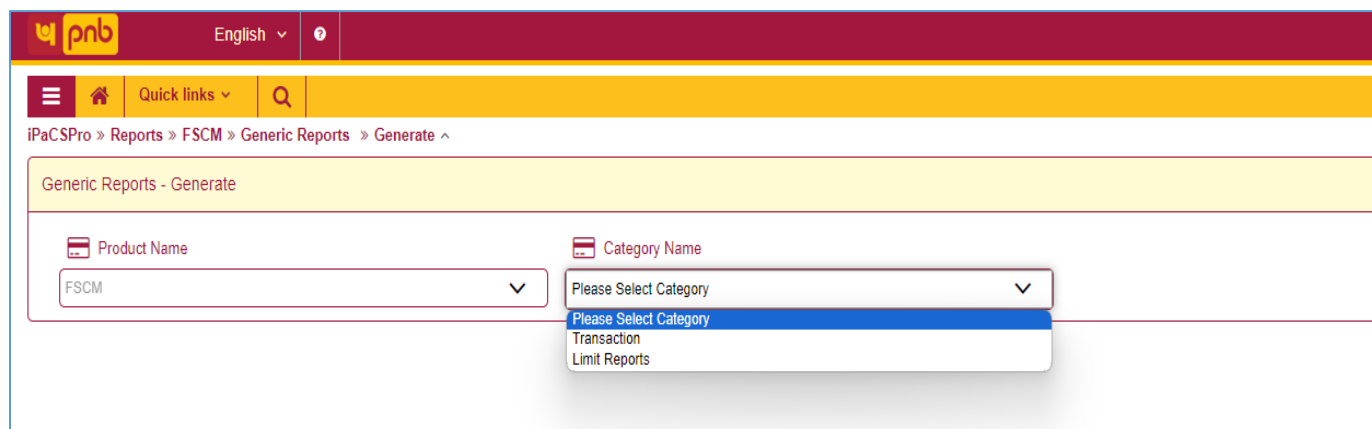 ਪ pnb English ?
Quick links
iPaCSPro » Reports » FSCM » Generic Reports » Generate
Generic Reports - Generate
Product Name Category Name
FSCM Please Select Category
Please Select Category
Transaction
Limit Reports